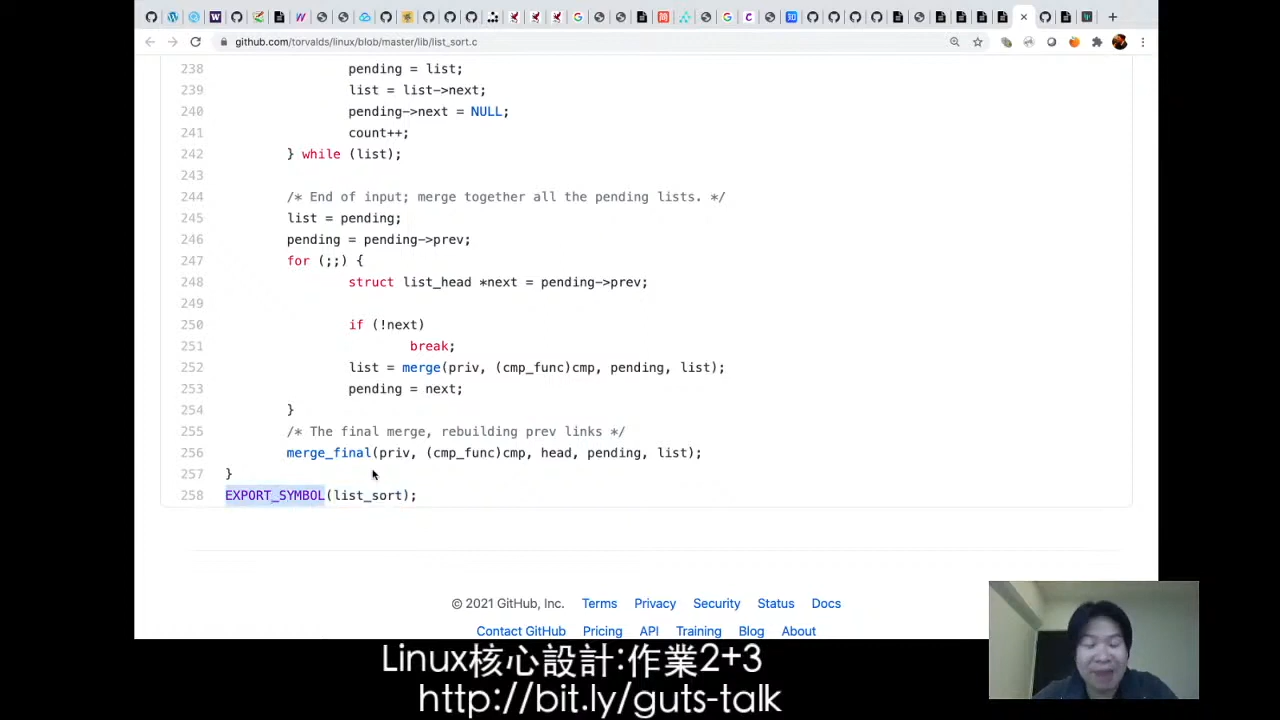 github.com/torvalds/linux/blob/master/lib/list_sort.c
238 pending = list;
239 list = list->next;
240 pending->next = NULL;
241 count++;
242 } while (list);
243
244 /* End of input; merge together all the pending lists. */
245 list = pending;
246 pending = pending->prev;
247 for (;;) {
248 struct list_head *next = pending->prev;
249
250 if (!next)
251 break;
252 list = merge(priv, (cmp_func)cmp, pending, list);
253 pending = next;
254 }
255 /* The final merge, rebuilding prev links */
256 merge_final(priv, (cmp_func)cmp, head, pending, list);
257 }
258 EXPORT_SYMBOL(list_sort);
© 2021 GitHub, Inc. Terms Privacy Security Status Docs
Contact GitHub Pricing API Training Blog About
Linux核心設計:作業2+3
http://bit.ly/guts-talk